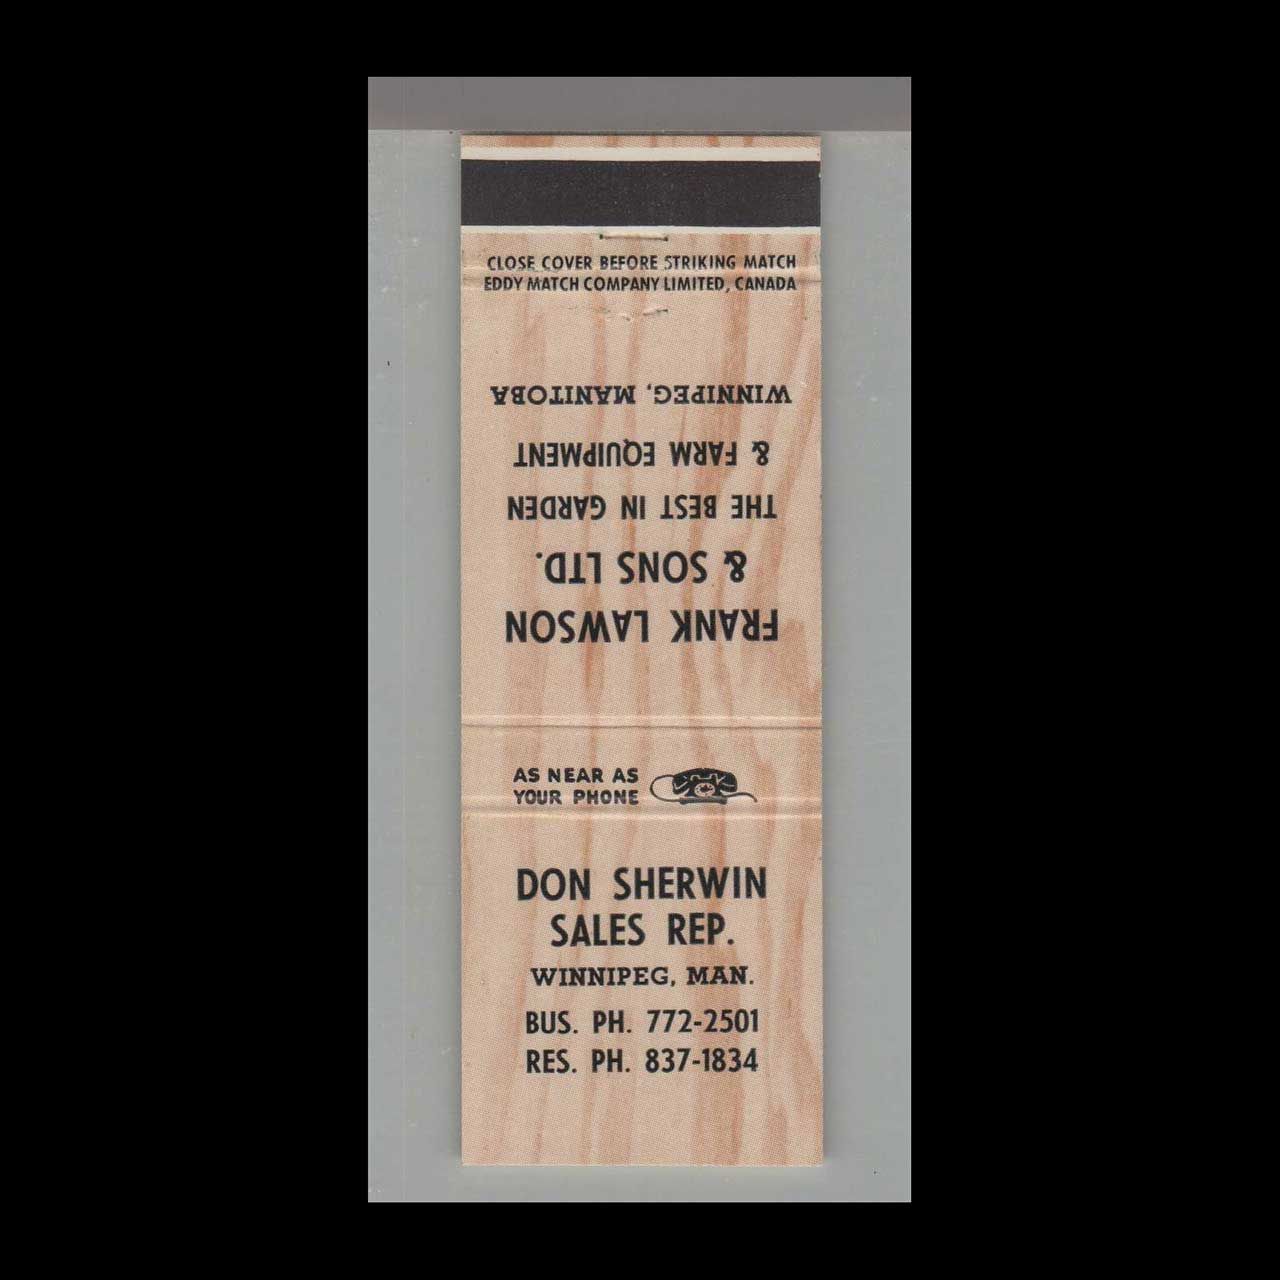 CLOSE COVER BEFORE STRIKING MATCH
EDDY MATCH COMPANY LIMITED, CANADA
FRANK LAWSON
& SONS LTD.
THE BEST IN GARDEN
& FARM EQUIPMENT
WINNIPEG, MANITOBA
AS NEAR AS
YOUR PHONE
DON SHERWIN
SALES REP.
WINNIPEG, MAN.
BUS. PH. 772-2501
RES. PH. 837-1834